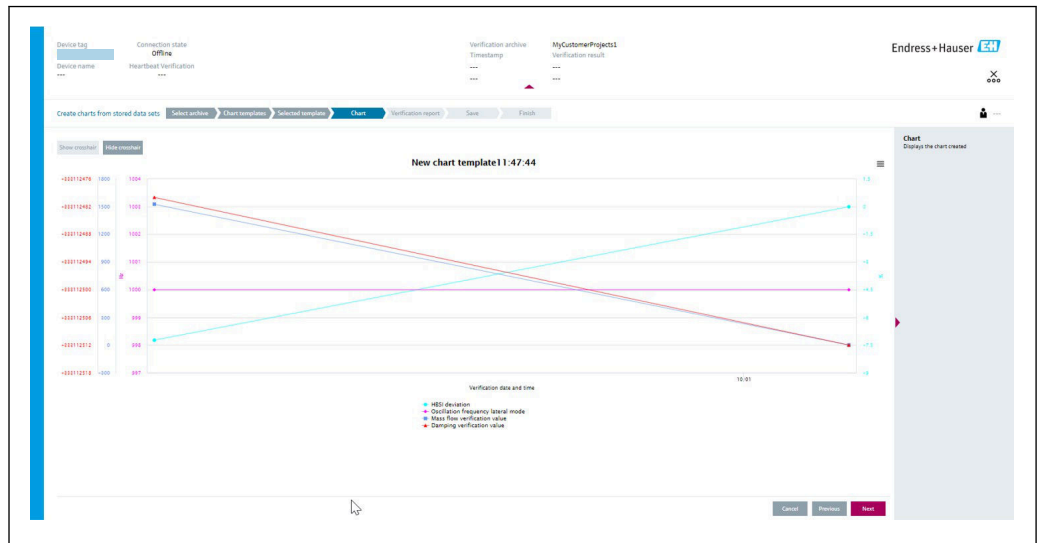 Device tag
Connection state
Offline
Device name
---
Heartbeat Verification
---
Verification archive
MyCustomerProjects1
Timestamp
Verification result
---
---
---
---
Endress+Hauser
Create charts from stored data sets
Select archive
Chart templates
Selected template
Chart
Verification report
Save
Finish
---
Show crosshair
Hide crosshair
Chart
Displays the chart created
New chart template11:47:44
1800
1500
1200
900
600
300
0
-300
1004
1003
1002
1001
1000
999
998
997
10/01
Verification date and time
HBSI deviation
Oscillation frequency lateral mode
Mass flow verification value
Damping verification value
Cancel
Previous
Next